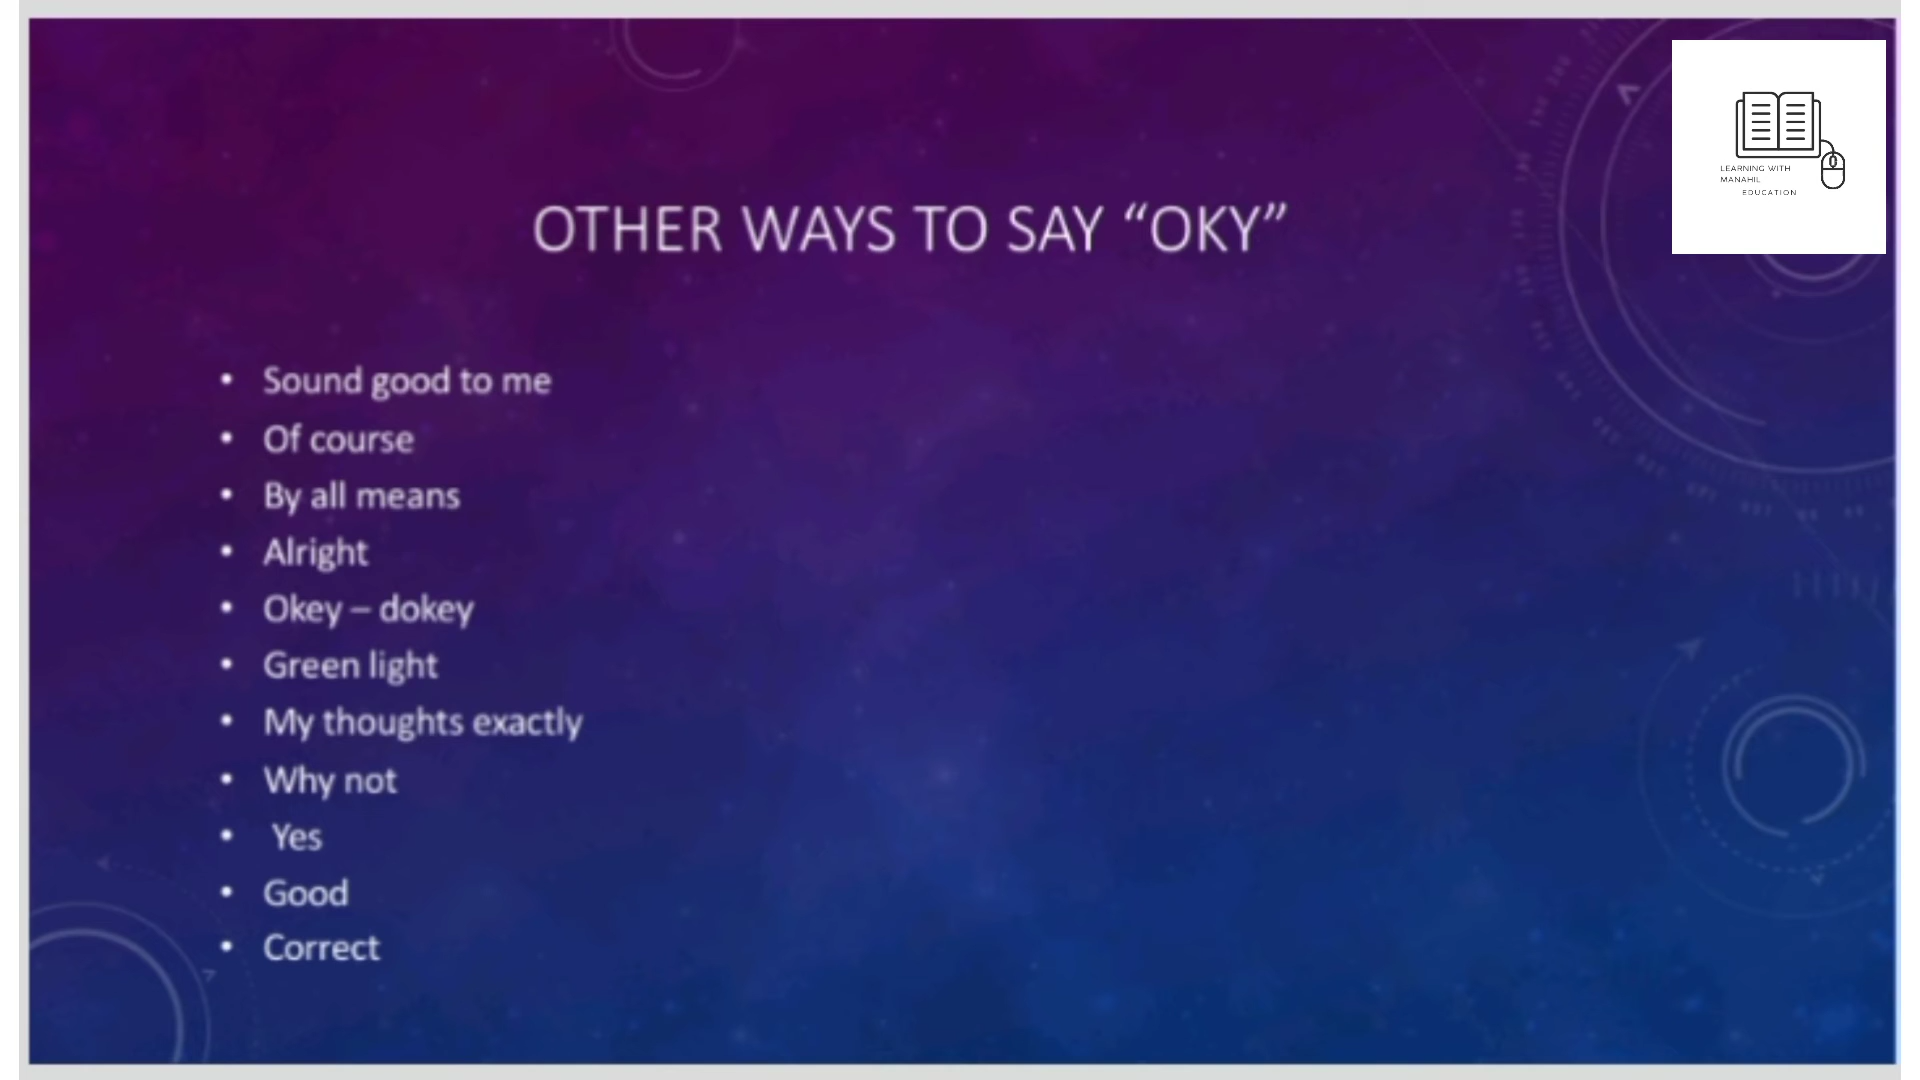 LEARNING WITH
MANAHIL
EDUCATION
OTHER WAYS TO SAY “OKY”
• Sound good to me
• Of course
• By all means
• Alright
• Okey – dokey
• Green light
• My thoughts exactly
• Why not
• Yes
• Good
• Correct